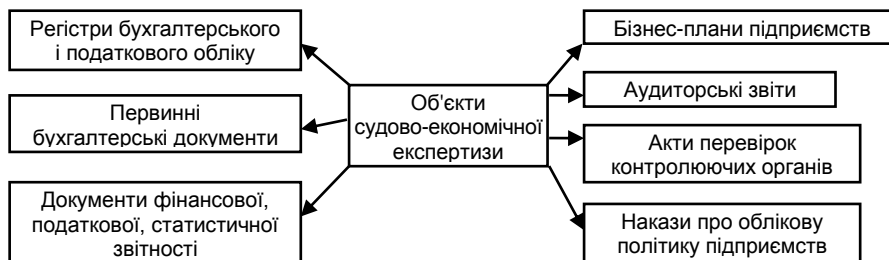 Регістри бухгалтерського
і податкового обліку
Первинні
бухгалтерські документи
Документи фінансової,
податкової, статистичної
звітності
Об'єкти
судово-економічної
експертизи
Бізнес-плани підприємств
Аудиторські звіти
Акти перевірок
контролюючих органів
Накази про облікову
політику підприємств